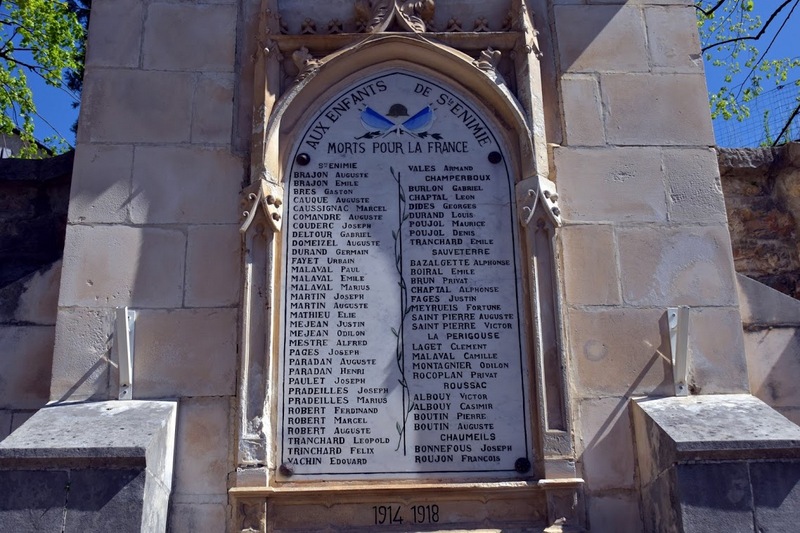 AUX ENFANTS DE STE ENIMIE
MORTS POUR LA FRANCE
STE ENIMIE
BRAJON AUGUSTE
BRAJON EMILE
BRES GASTON
CAUQUE AUGUSTE
CAUSSIGNAC MARCEL
COMANDRE AUGUSTE
COUDERC JOSEPH
DELTOUR GABRIEL
DOMEIZEL AUGUSTE
DURAND GERMAIN
FAYET URBAIN
MALAVAL PAUL
MALAVAL EMILE
MALAVAL MARIUS
MARTIN JOSEPH
MARTIN AUGUSTE
MATHIEU ELIE
MEJEAN JUSTIN
MEJEAN ODILON
MESTRE ALFRED
PAGES JOSEPH
PARADAN AUGUSTE
PARADAN HENRI
PAULET JOSEPH
PRADEILLES JOSEPH
PRADEILLES MARIUS
ROBERT FERDINAND
ROBERT MARCEL
ROBERT AUGUSTE
TRANCHARD LEOPOLD
TRINCHARD FELIX
VACHIN EDOUARD
VALES ARMAND
CHAMPERBOUX
BURLON GABRIEL
CHAPTAL LEON
DIDES GEORGES
DURAND LOUIS
POUJOL MAURICE
POUJOL DENIS
TRANCHARD EMILE
SAUVETERRE
BAZALGETTE ALPHONSE
BOIRAL EMILE
BRUN PRIVAT
CHAPTAL ALPHONSE
FAGES JUSTIN
MEYRUEIS FORTUNE
SAINT PIERRE AUGUSTE
SAINT PIERRE VICTOR
LA PERIGOUSE
LAGET CLEMENT
MALAVAL CAMILLE
MONTAGNIER ODILON
ROCOPLAN PRIVAT
ROUSSAC
ALBOUY VICTOR
ALBOUY CASIMIR
BOUTIN PIERRE
BOUTIN AUGUSTE
CHAUMEILS
BONNEFOUS JOSEPH
ROUJON FRANCOIS
1914 1918